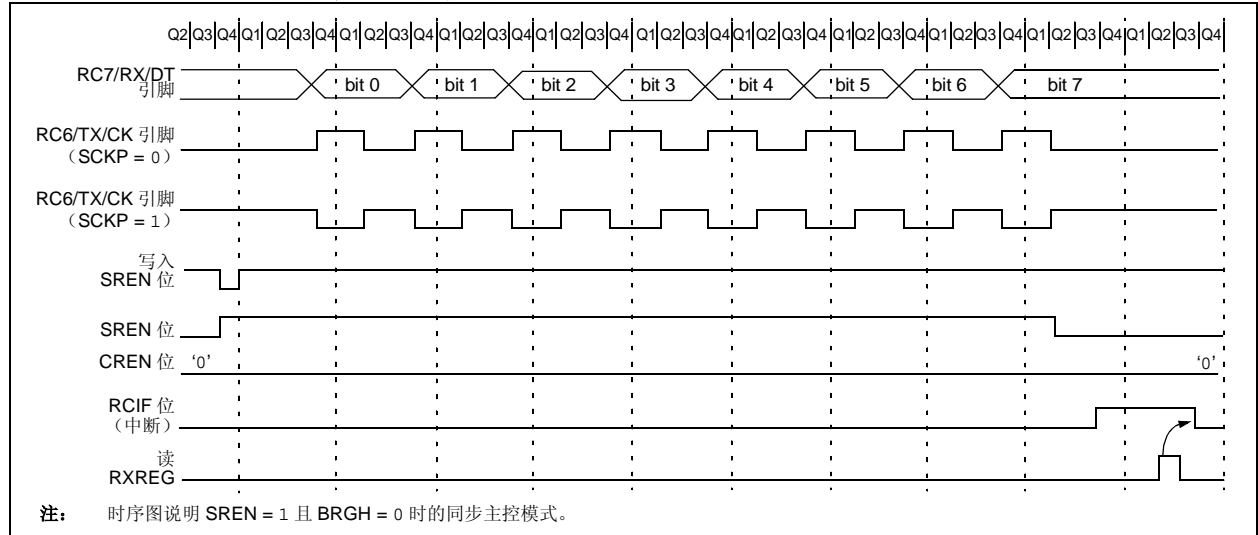 Q2 Q3 Q4 Q1 Q2 Q3 Q4 Q1 Q2 Q3 Q4 Q1 Q2 Q3 Q4 Q1 Q2 Q3 Q4 Q1 Q2 Q3 Q4 Q1 Q2 Q3 Q4 Q1 Q2 Q3 Q4 Q1 Q2 Q3 Q4 Q1 Q2 Q3 Q4 Q1 Q2 Q3 Q4
RC7/RX/DT
引脚
bit 0 bit 1 bit 2 bit 3 bit 4 bit 5 bit 6 bit 7
RC6/TX/CK 引脚
（SCKP = 0）
RC6/TX/CK 引脚
（SCKP = 1）
写入
SREN 位
SREN 位
CREN 位 ‘0’ ‘0’
RCIF 位
（中断）
读
RXREG
注： 时序图说明 SREN = 1 且 BRGH = 0 时的同步主控模式。